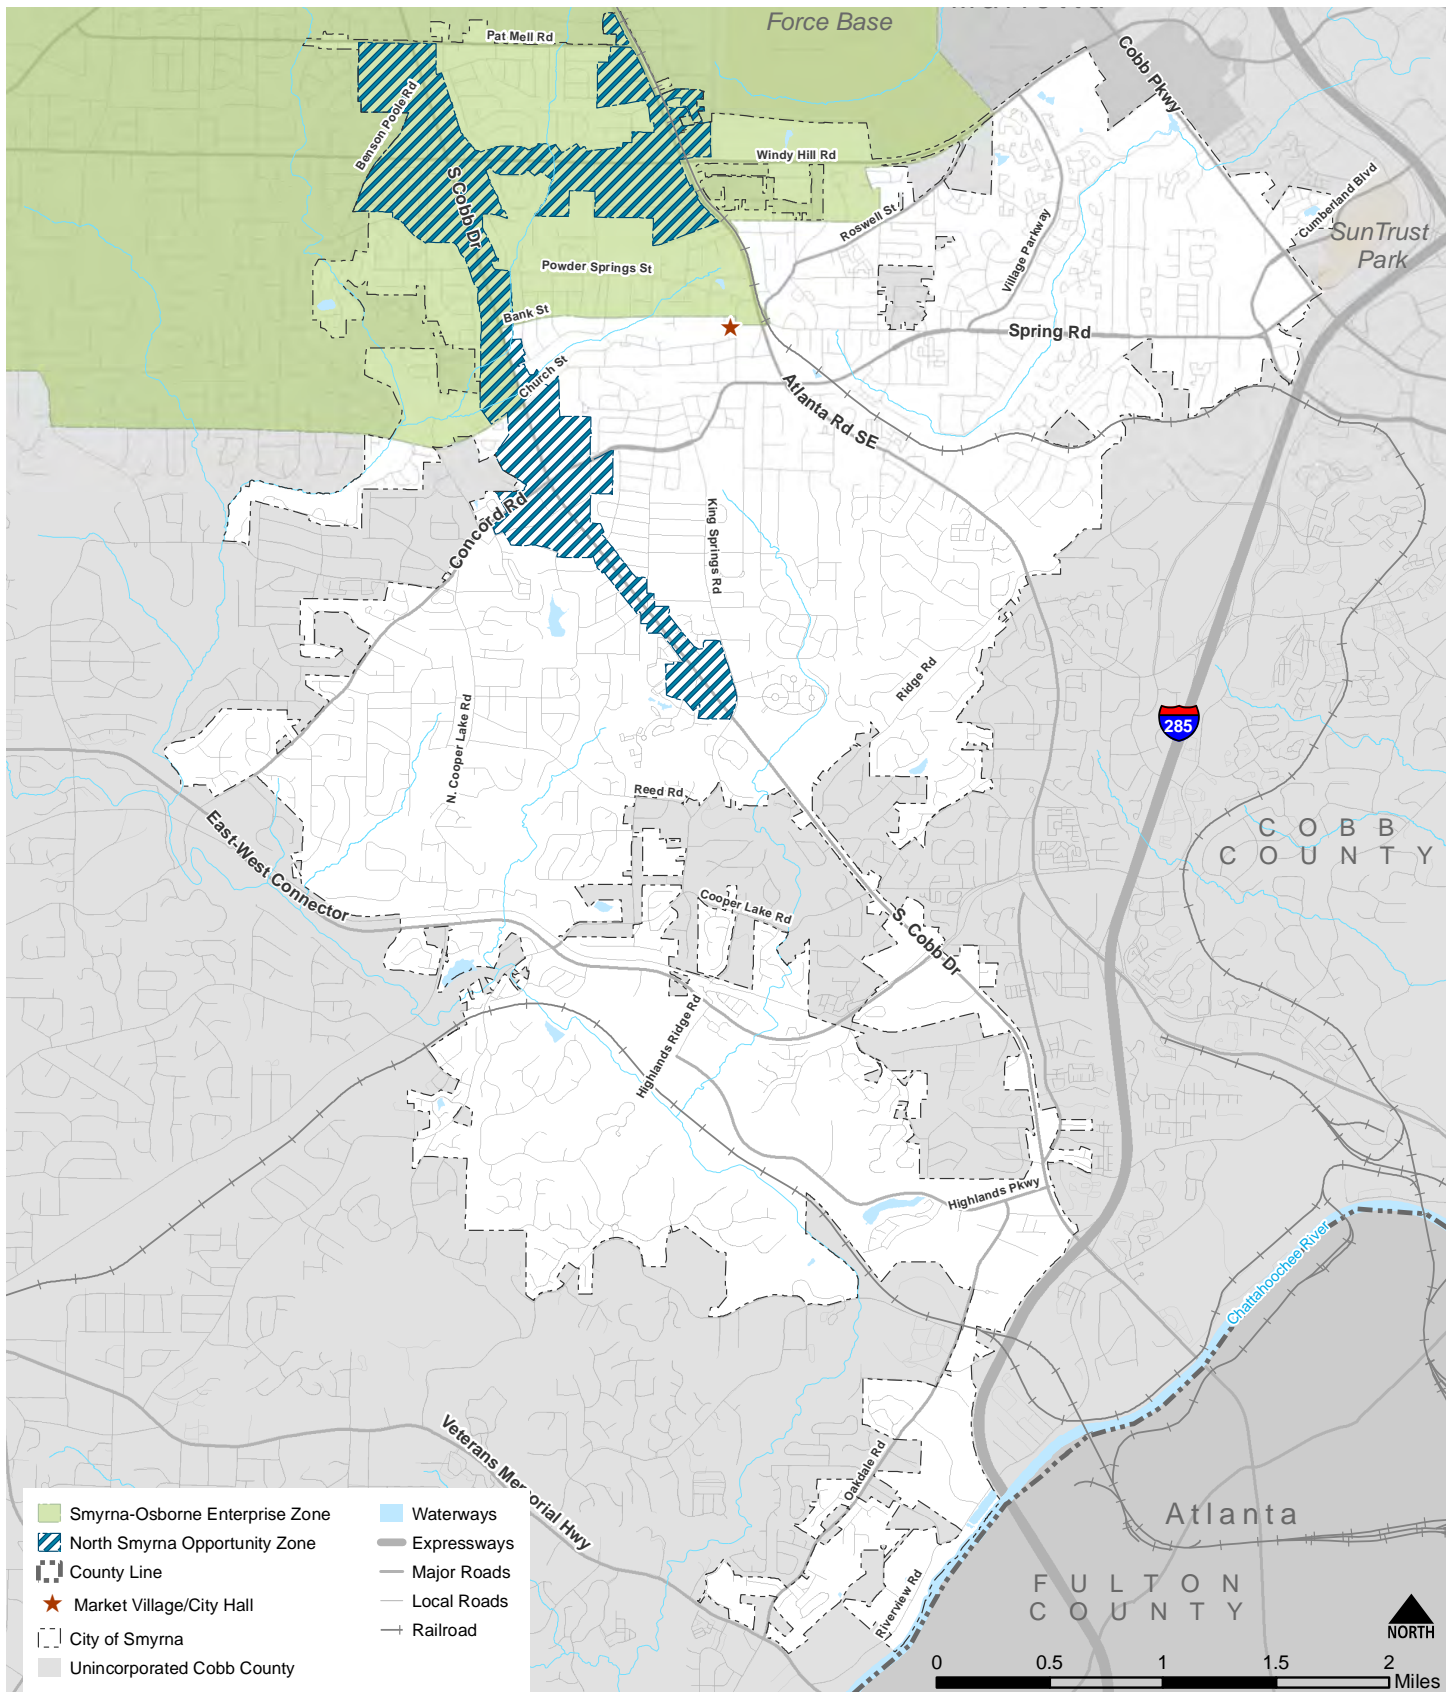 Force Base
Pat Mell Rd
Cobb Pkwy
Benson Poole Rd
Windy Hill Rd
S Cobb Dr
Roswell St
Village Parkway
Cumberland Blvd
SunTrust
Park
Powder Springs St
Bank St
Spring Rd
Church St
Atlanta Rd SE
Concord Rd
King Springs Rd
Ridge Rd
285
N. Cooper Lake Rd
Reed Rd
East-West Connector
COBB
COUNTY
Cooper Lake Rd
S. Cobb Dr
Highlands Ridge Rd
Highlands Pkwy
Chattahoochee River
Veterans Memorial Hwy
Oakdale Rd
Riverview Rd
Atlanta
FULTON
COUNTY
Smyrna-Osborne Enterprise Zone
North Smyrna Opportunity Zone
County Line
Market Village/City Hall
City of Smyrna
Unincorporated Cobb County
Waterways
Expressways
Major Roads
Local Roads
Railroad
NORTH
0 0.5 1 1.5 2
Miles